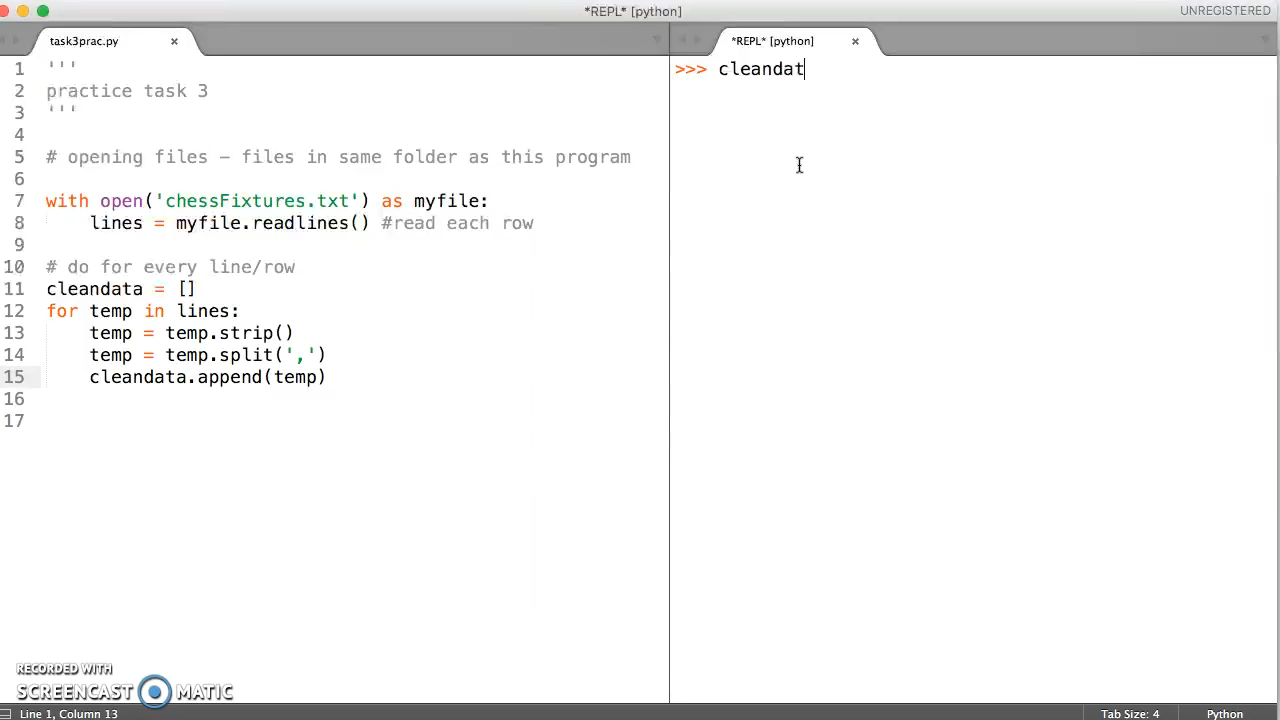 *REPL* [python]
UNREGISTERED
task3prac.py ×
*REPL* [python] ×
1 '''
2 practice task 3
3 '''
4
5 # opening files – files in same folder as this program
6
7 with open('chessFixtures.txt') as myfile:
8 lines = myfile.readlines() #read each row
9
10 # do for every line/row
11 cleandata = []
12 for temp in lines:
13 temp = temp.strip()
14 temp = temp.split(',')
15 cleandata.append(temp)
16
17
>>> cleandat
RECORDED WITH
SCREENCAST MATIC
Line 1, Column 13
Tab Size: 4
Python